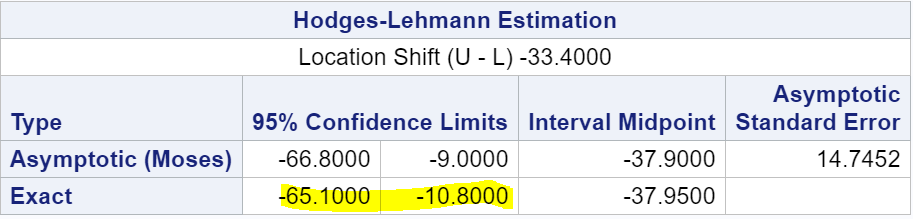 Hodges-Lehmann Estimation
Location Shift (U - L) -33.4000
Type 95% Confidence Limits Interval Midpoint Asymptotic Standard Error
Asymptotic (Moses) -66.8000 -9.0000 -37.9000 14.7452
Exact -65.1000 -10.8000 -37.9500